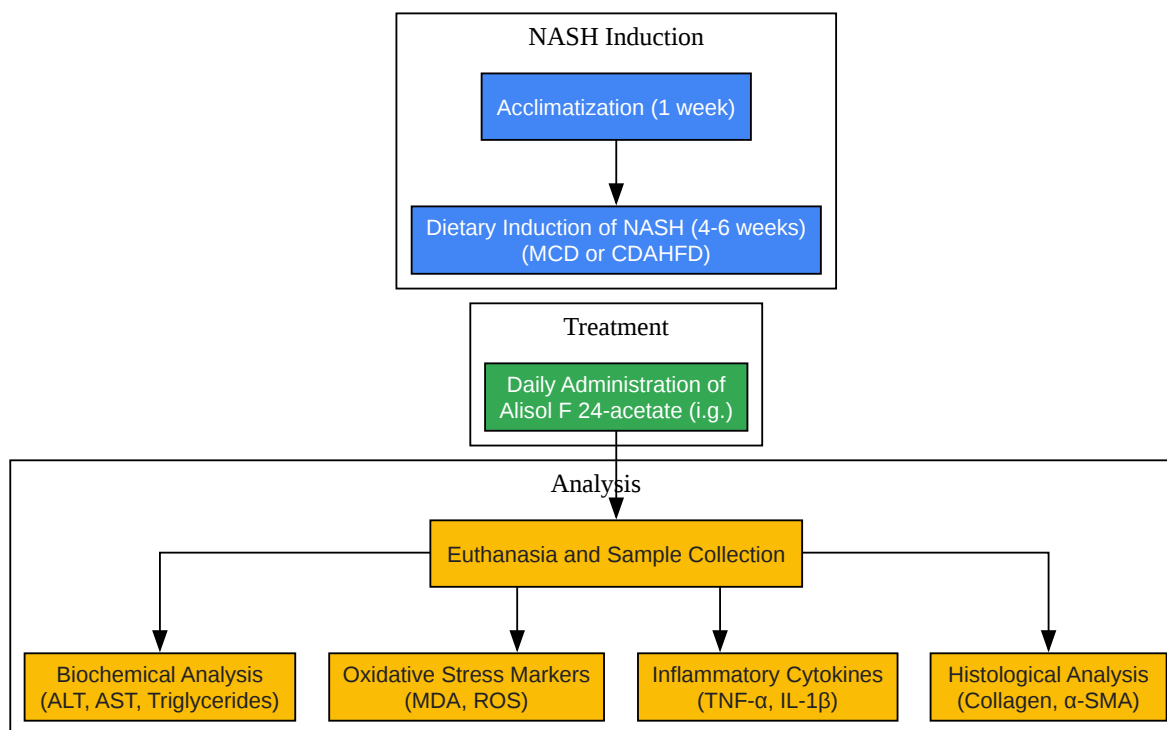 NASH Induction
Acclimatization (1 week)
Dietary Induction of NASH (4-6 weeks)
(MCD or CDAHFD)
Treatment
Daily Administration of
Alisol F 24-acetate (i.g.)
Analysis
Euthanasia and Sample Collection
Biochemical Analysis
(ALT, AST, Triglycerides)
Oxidative Stress Markers
(MDA, ROS)
Inflammatory Cytokines
(TNF-α, IL-1β)
Histological Analysis
(Collagen, α-SMA)